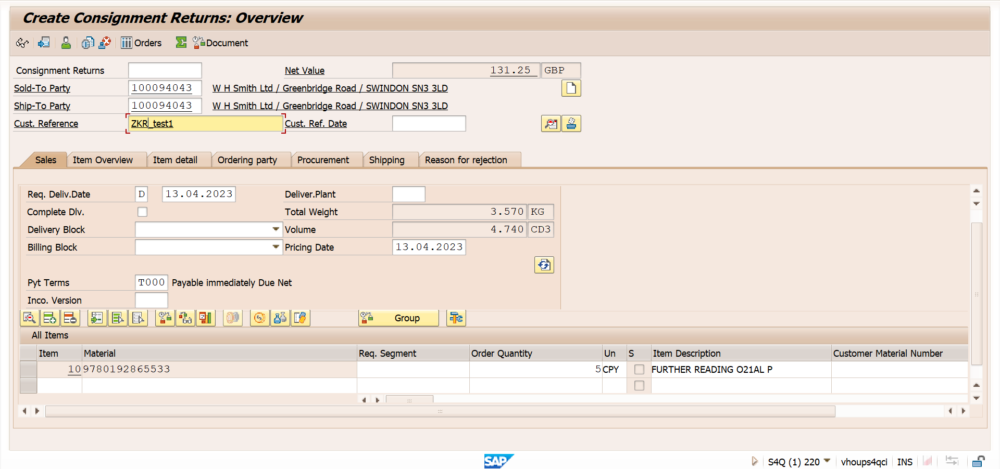 Create Consignment Returns: Overview
Orders Document
Consignment Returns Net Value 131.25 GBP
Sold-To Party 100094043 W H Smith Ltd / Greenbridge Road / SWINDON SN3 3LD
Ship-To Party 100094043 W H Smith Ltd / Greenbridge Road / SWINDON SN3 3LD
Cust. Reference ZKR_test1 Cust. Ref. Date
Sales Item Overview Item detail Ordering party Procurement Shipping Reason for rejection
Req. Deliv.Date D 13.04.2023 Deliver.Plant
Complete Dlv. Total Weight 3.570 KG
Delivery Block Volume 4.740 CD3
Billing Block Pricing Date 13.04.2023
Pyt Terms T000 Payable immediately Due Net
Inco. Version
Group
All Items
Item Material Req. Segment Order Quantity Un S Item Description Customer Material Number
10 9780192865533 5 CPY FURTHER READING O21AL P
SAP S4Q (1) 220 vhoups4qci INS